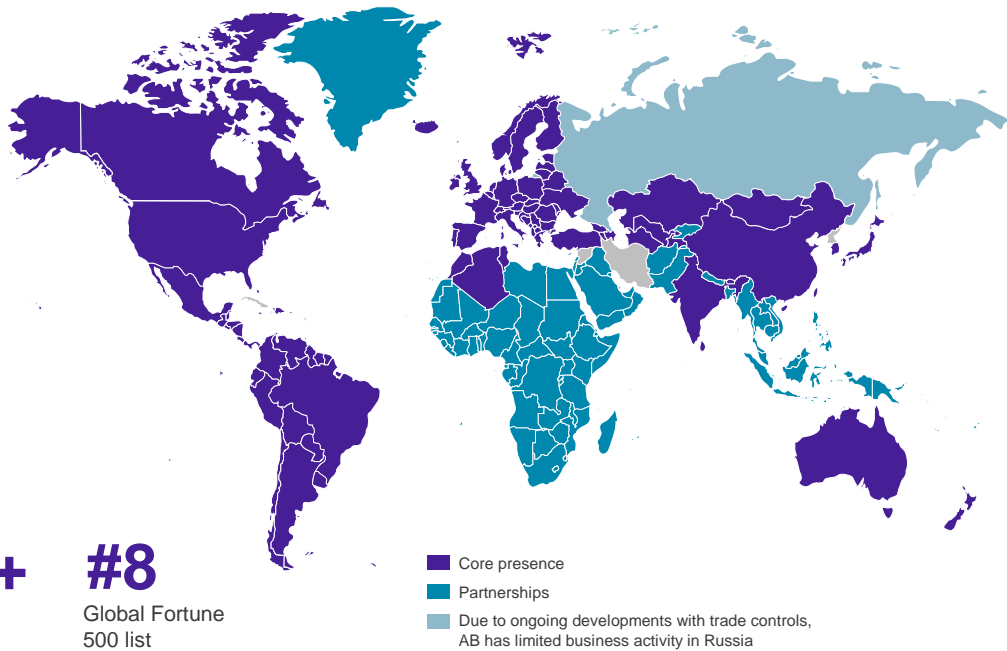 +
#8
Global Fortune
500 list
Core presence
Partnerships
Due to ongoing developments with trade controls,
AB has limited business activity in Russia